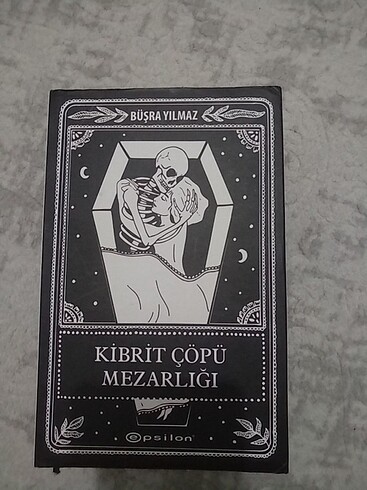 BÜŞRA YILMAZ
KİBRİT ÇÖPÜ
MEZARLIĞI
epsilon